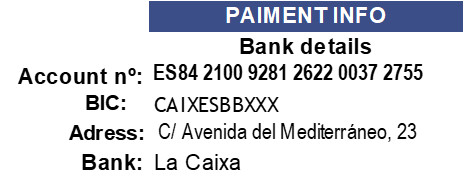 PAIMENT INFO
Bank details
Account nº: ES84 2100 9281 2622 0037 2755
BIC: CAIXESBBXXX
Adress: C/ Avenida del Mediterráneo, 23
Bank: La Caixa